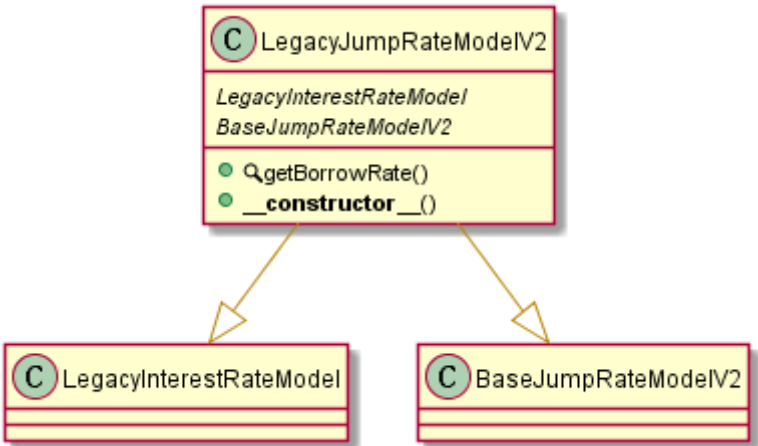 C LegacyJumpRateModelV2
LegacyInterestRateModel
BaseJumpRateModelV2
getBorrowRate()
__constructor__()
C LegacyInterestRateModel
C BaseJumpRateModelV2